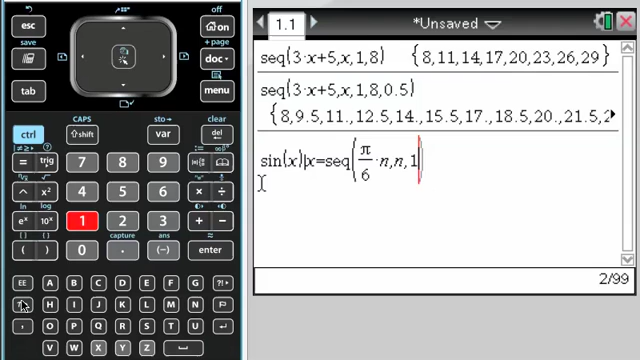 off
esc
on
save
+ page
doc
tab
menu
CAPS
sto→
clear
ctrl
⇧shift
var
del
= trig 7 8 9
^ x² 4 5 6 × ÷
ln log
eˣ 10ˣ 1 2 3 + −
capture ans
( ) 0 . (−) enter
EE A B C D E F G ?!▸
H I J K L M N
, O P Q R S T U ↵
V W X Y Z
1.1 *Unsaved
seq(3·x+5,x,1,8) {8,11,14,17,20,23,26,29}
seq(3·x+5,x,1,8,0.5)
{8,9.5,11.,12.5,14.,15.5,17.,18.5,20.,21.5,2
sin(x)|x=seq(π/6·n,n,1)
2/99